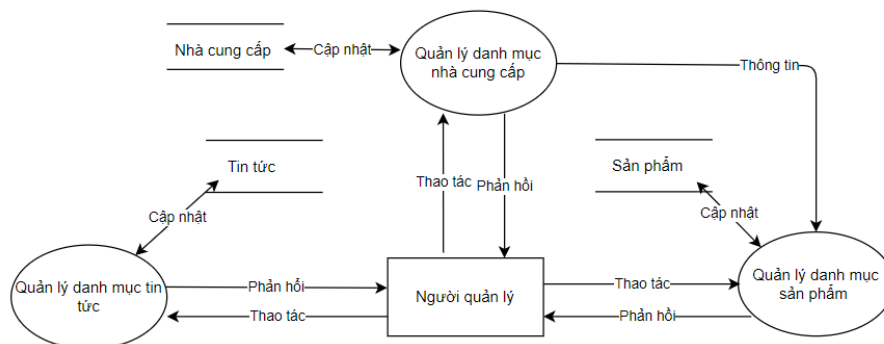 Nhà cung cấp
Cập nhật
Quản lý danh mục
nhà cung cấp
Thông tin
Tin tức
Thao tác
Phản hồi
Sản phẩm
Cập nhật
Cập nhật
Quản lý danh mục tin
tức
Phản hổi
Thao tác
Người quản lý
Thao tác
Phản hồi
Quản lý danh mục
sản phẩm